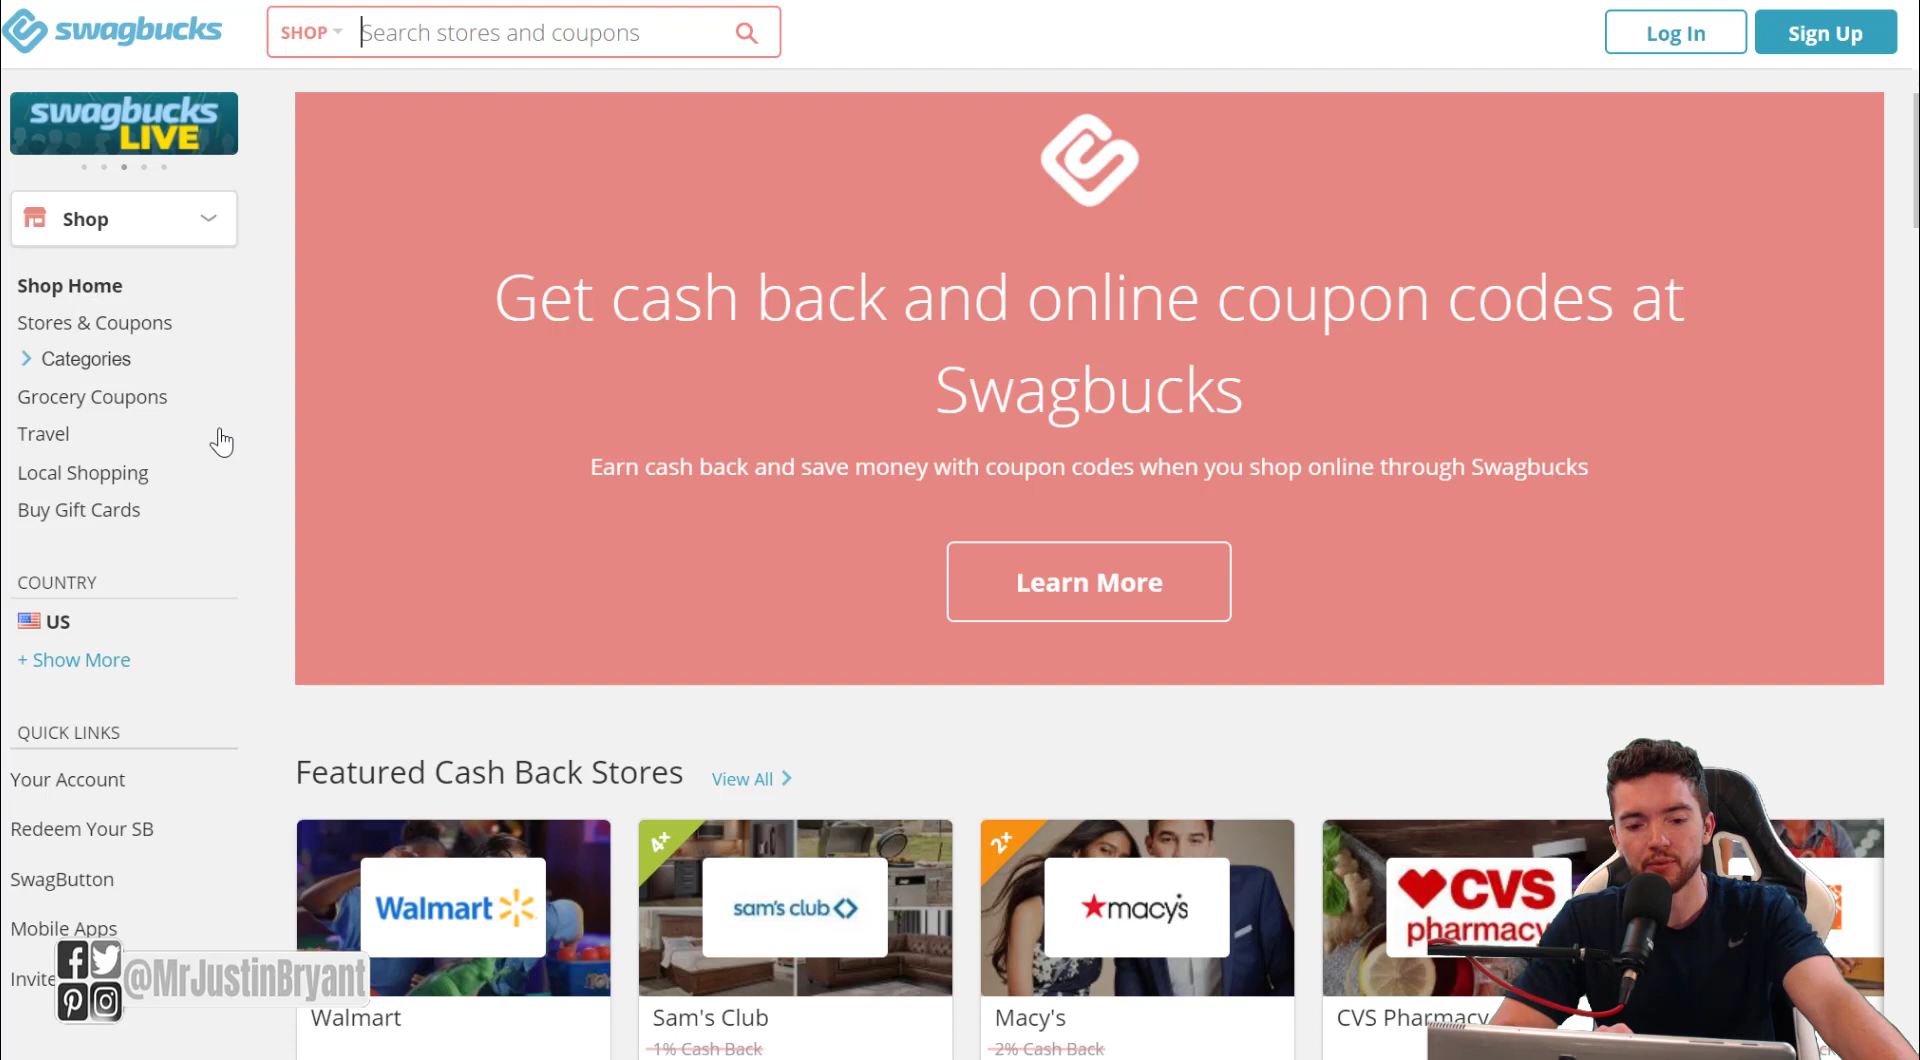 swagbucks
SHOP
Search stores and coupons
Log In
Sign Up
swagbucks
LIVE
Shop
Shop Home
Stores & Coupons
Categories
Grocery Coupons
Travel
Local Shopping
Buy Gift Cards
COUNTRY
US
+ Show More
QUICK LINKS
Your Account
Redeem Your SB
SwagButton
Mobile Apps
Invite
@MrJustinBryant
Get cash back and online coupon codes at
Swagbucks
Earn cash back and save money with coupon codes when you shop online through Swagbucks
Learn More
Featured Cash Back Stores
View All
Walmart
Walmart
4+
sam's club
Sam's Club
1% Cash Back
2+
macy's
Macy's
2% Cash Back
CVS
pharmacy
CVS Pharmacy